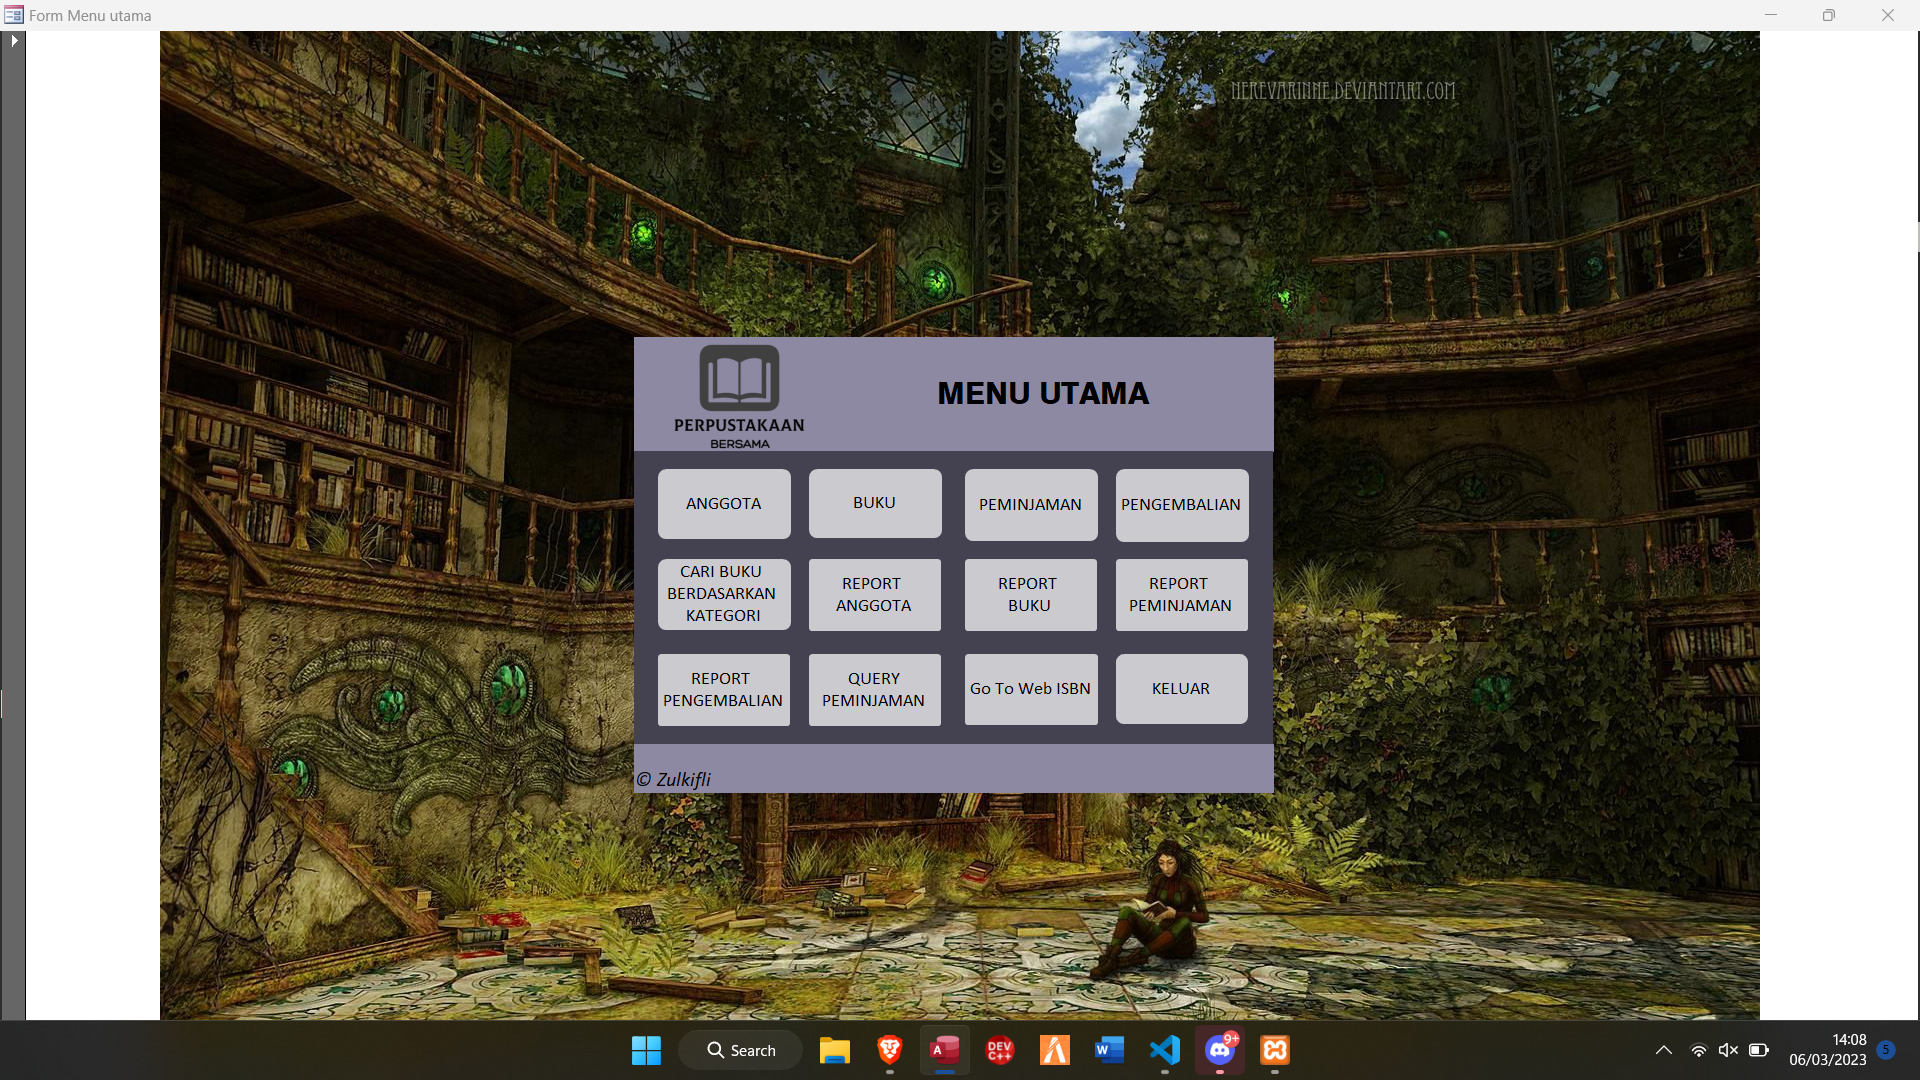 Form Menu utama
NEREVARINNE.DEVIANTART.COM
PERPUSTAKAAN
BERSAMA
MENU UTAMA
ANGGOTA
BUKU
PEMINJAMAN
PENGEMBALIAN
CARI BUKU
BERDASARKAN
KATEGORI
REPORT
ANGGOTA
REPORT
BUKU
REPORT
PEMINJAMAN
REPORT
PENGEMBALIAN
QUERY
PEMINJAMAN
Go To Web ISBN
KELUAR
© Zulkifli
Search
A
DEV
C++
W
9+
14:08
06/03/2023
5